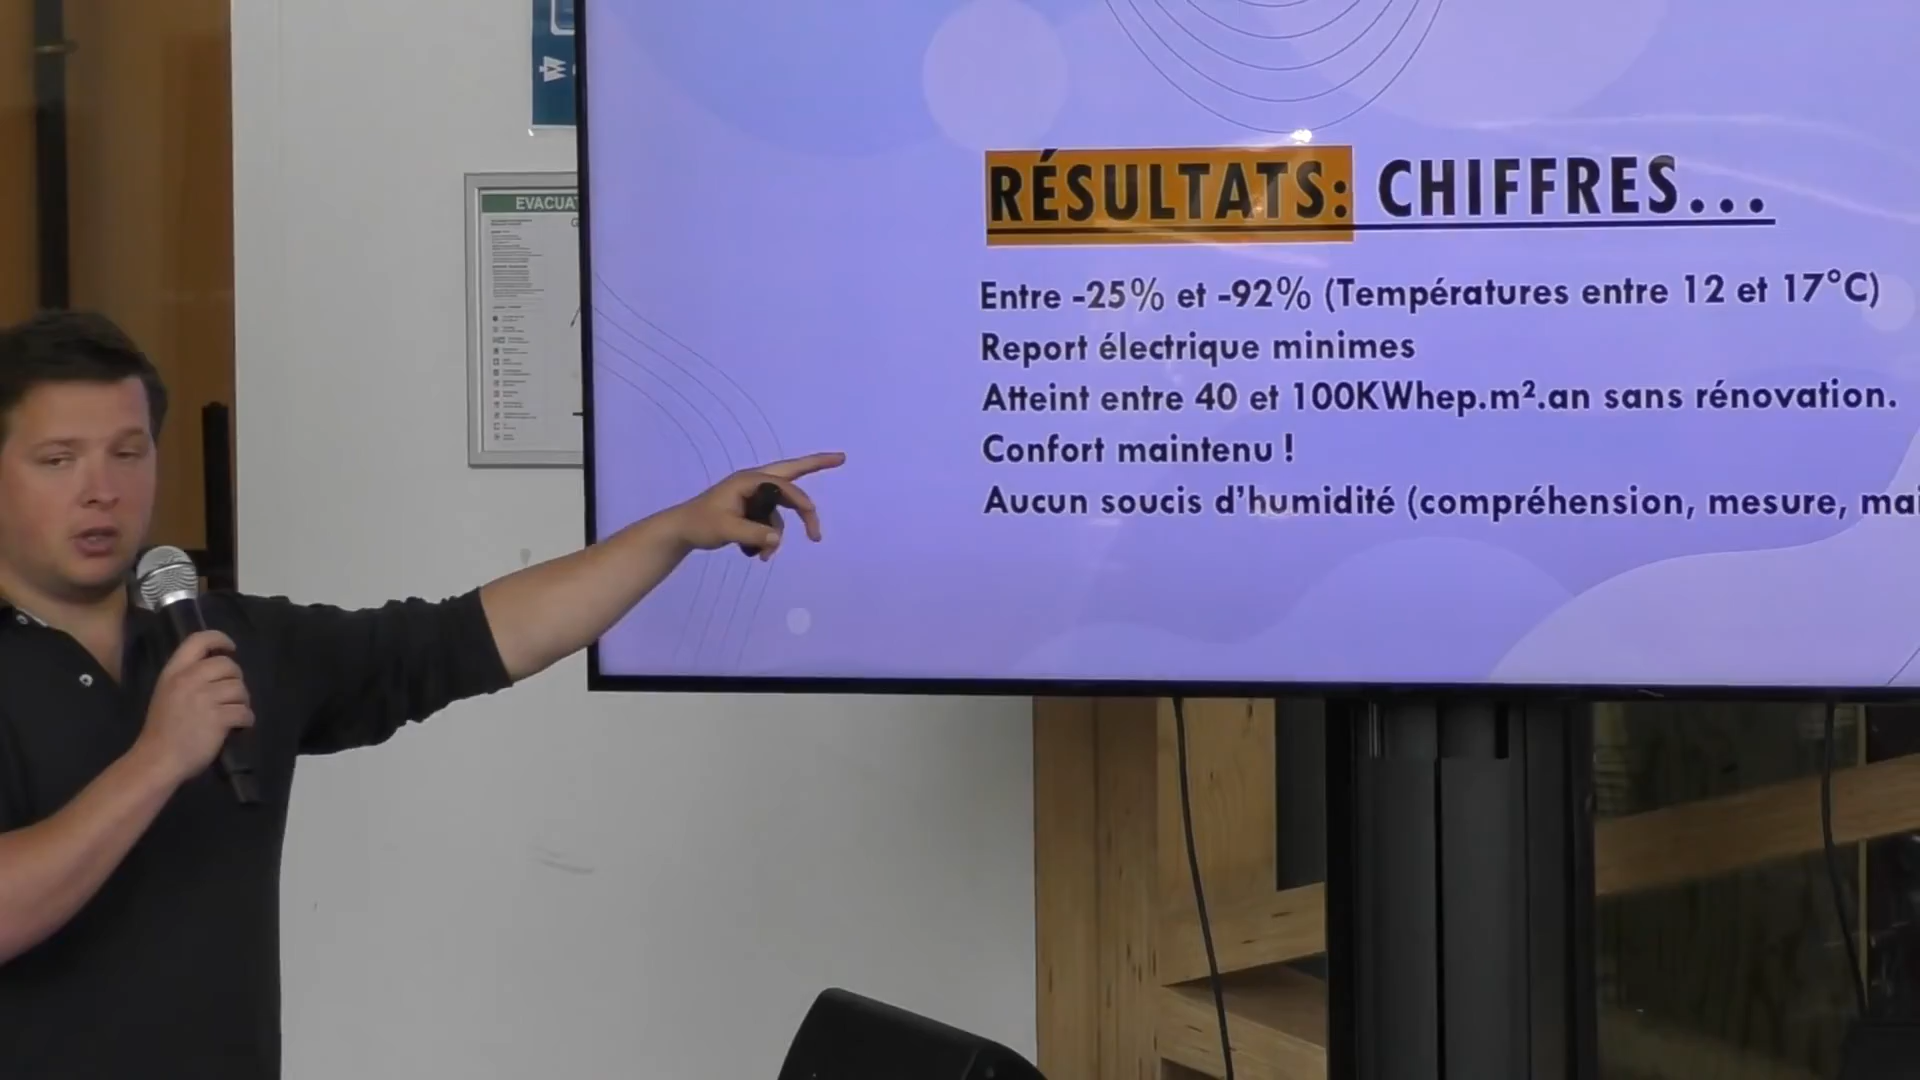 EVACUAT
RÉSULTATS: CHIFFRES...
Entre -25% et -92% (Températures entre 12 et 17°C)
Report électrique minimes
Atteint entre 40 et 100KWhep.m².an sans rénovation.
Confort maintenu !
Aucun soucis d'humidité (compréhension, mesure, mai